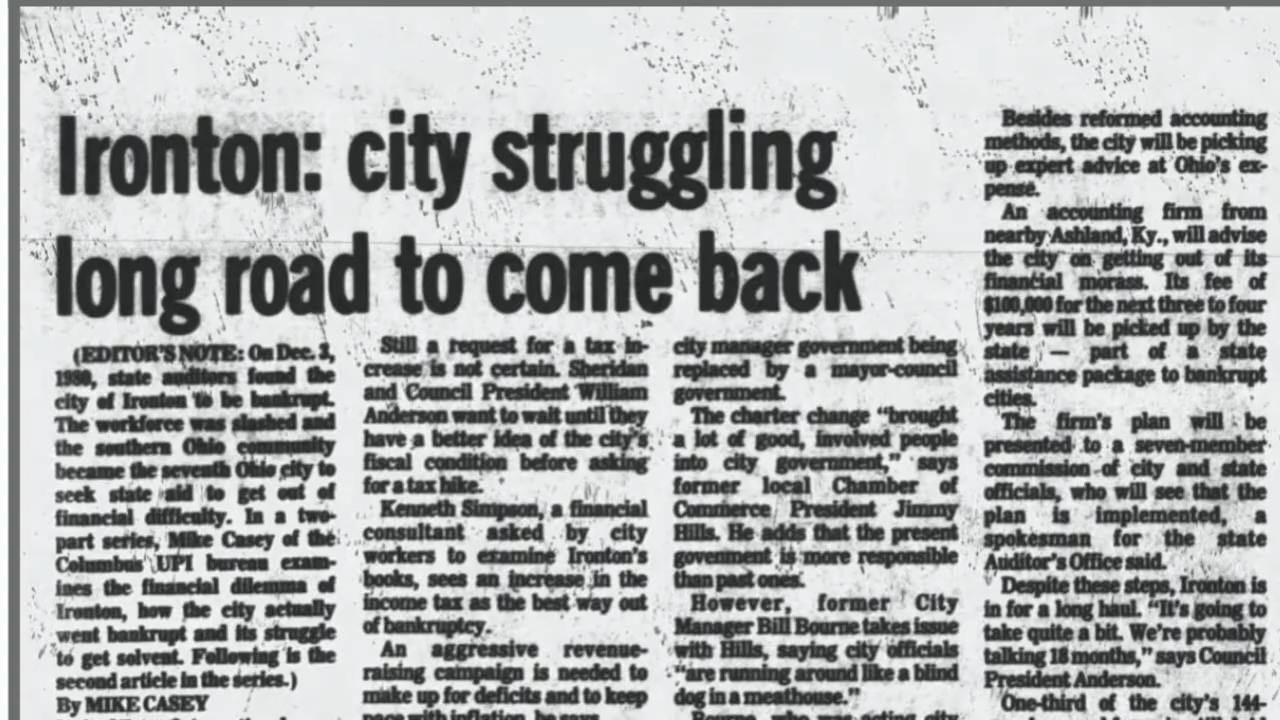 Ironton: city struggling
long road to come back
(EDITOR'S NOTE: On Dec. 3,
1980, state auditors found the
city of Ironton to be bankrupt.
The workforce was slashed and
the southern Ohio community
became the seventh Ohio city to
seek state aid to get out of
financial difficulty. In a two-
part series, Mike Casey of the
Columbus UPI bureau exam-
ines the financial dilemma of
Ironton, how the city actually
went bankrupt and its struggle
to get solvent. Following is the
second article in the series.)
By MIKE CASEY
Still a request for a tax in-
crease is not certain. Sheridan
and Council President William
Anderson want to wait until they
have a better idea of the city's
fiscal condition before asking
for a tax hike.
Kenneth Simpson, a financial
consultant asked by city
workers to examine Ironton's
books, sees an increase in the
income tax as the best way out
of bankruptcy.
An aggressive revenue-
raising campaign is needed to
make up for deficits and to keep
pace with inflation, he says.
city manager government being
replaced by a mayor-council
government.
The charter change "brought
a lot of good, involved people
into city government," says
former local Chamber of
Commerce President Jimmy
Hills. He adds that the present
govenment is more responsible
than past ones.
However, former City
Manager Bill Bourne takes issue
with Hills, saying city officials
"are running around like a blind
dog in a meathouse."
Bourne, who was acting city
Besides reformed accounting
methods, the city will be picking
up expert advice at Ohio's ex-
pense.
An accounting firm from
nearby Ashland, Ky., will advise
the city on getting out of its
financial morass. Its fee of
$100,000 for the next three to four
years will be picked up by the
state — part of a state
assistance package to bankrupt
cities.
The firm's plan will be
presented to a seven-member
commission of city and state
officials, who will see that the
plan is implemented, a
spokesman for the state
Auditor's Office said.
Despite these steps, Ironton is
in for a long haul. "It's going to
take quite a bit. We're probably
talking 18 months," says Council
President Anderson.
One-third of the city's 144-